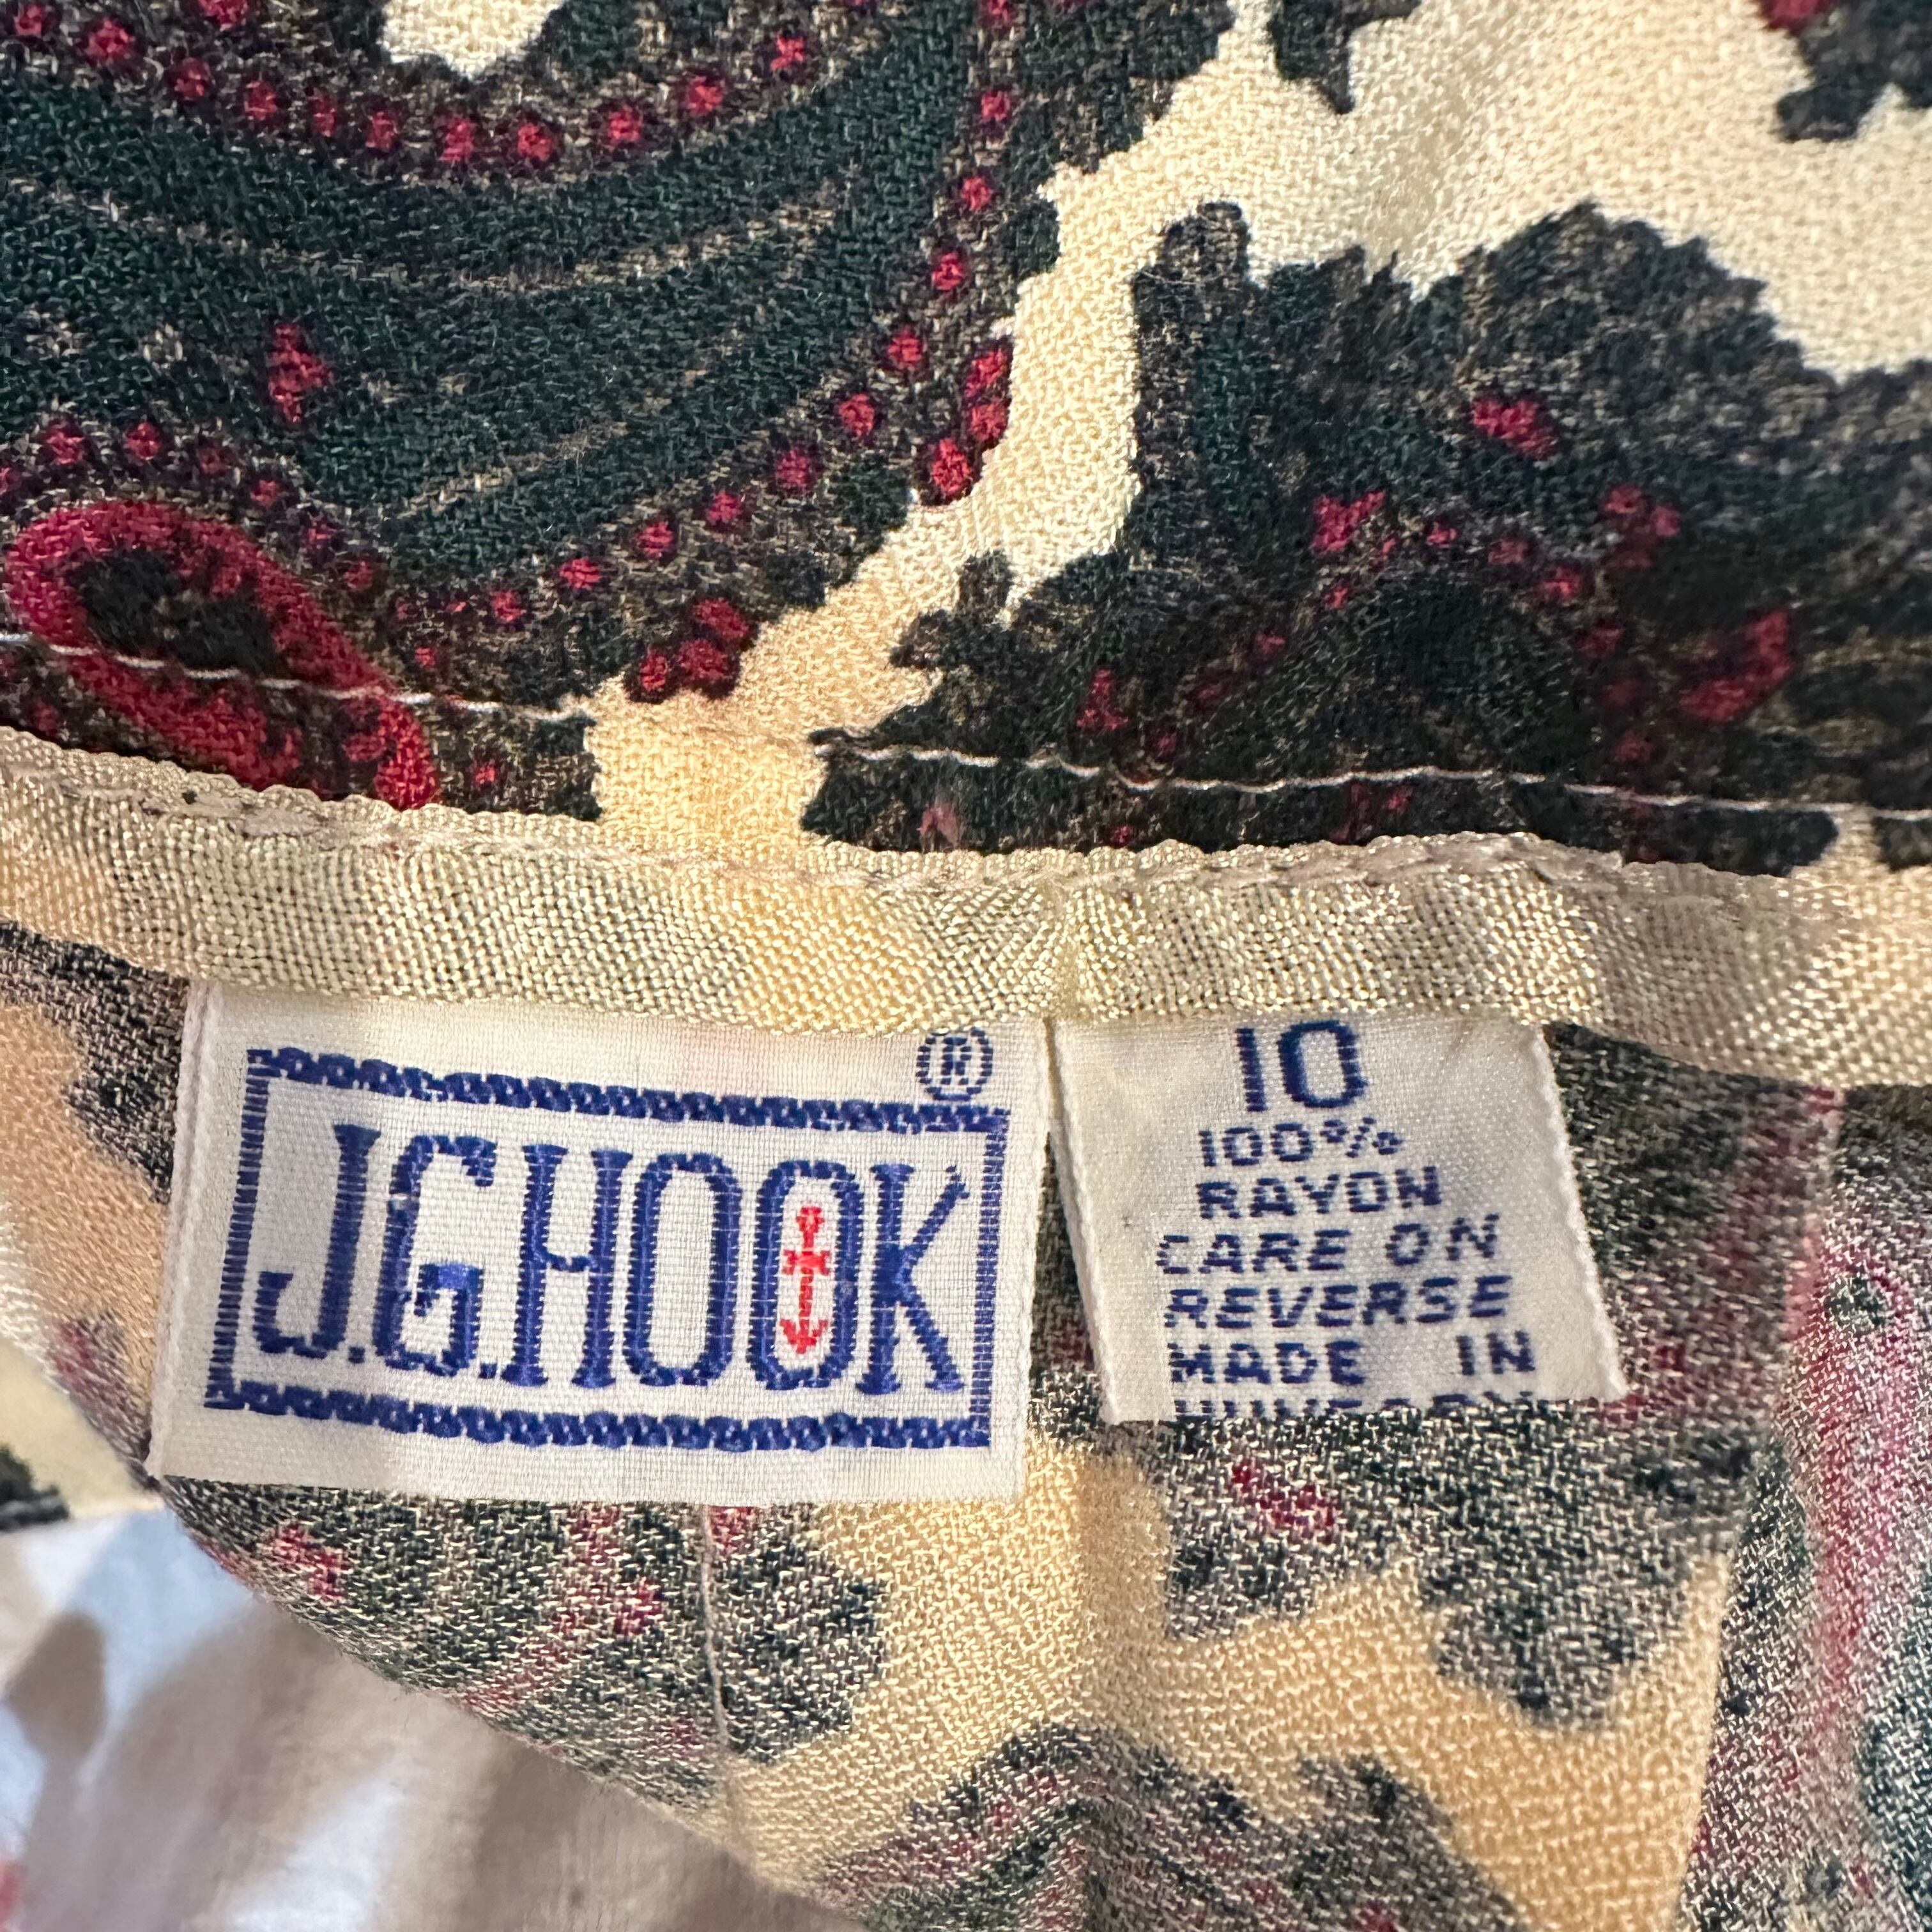 J.G.HOOK ®
10
100%
RAYON
CARE ON
REVERSE
MADE IN